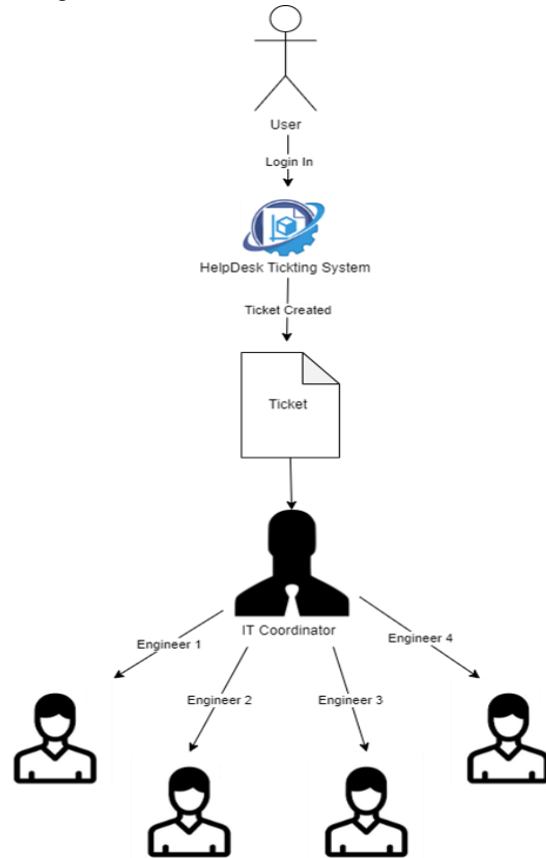 User
Login In
HelpDesk Tickting System
Ticket Created
Ticket
IT Coordinator
Engineer 1
Engineer 4
Engineer 2
Engineer 3